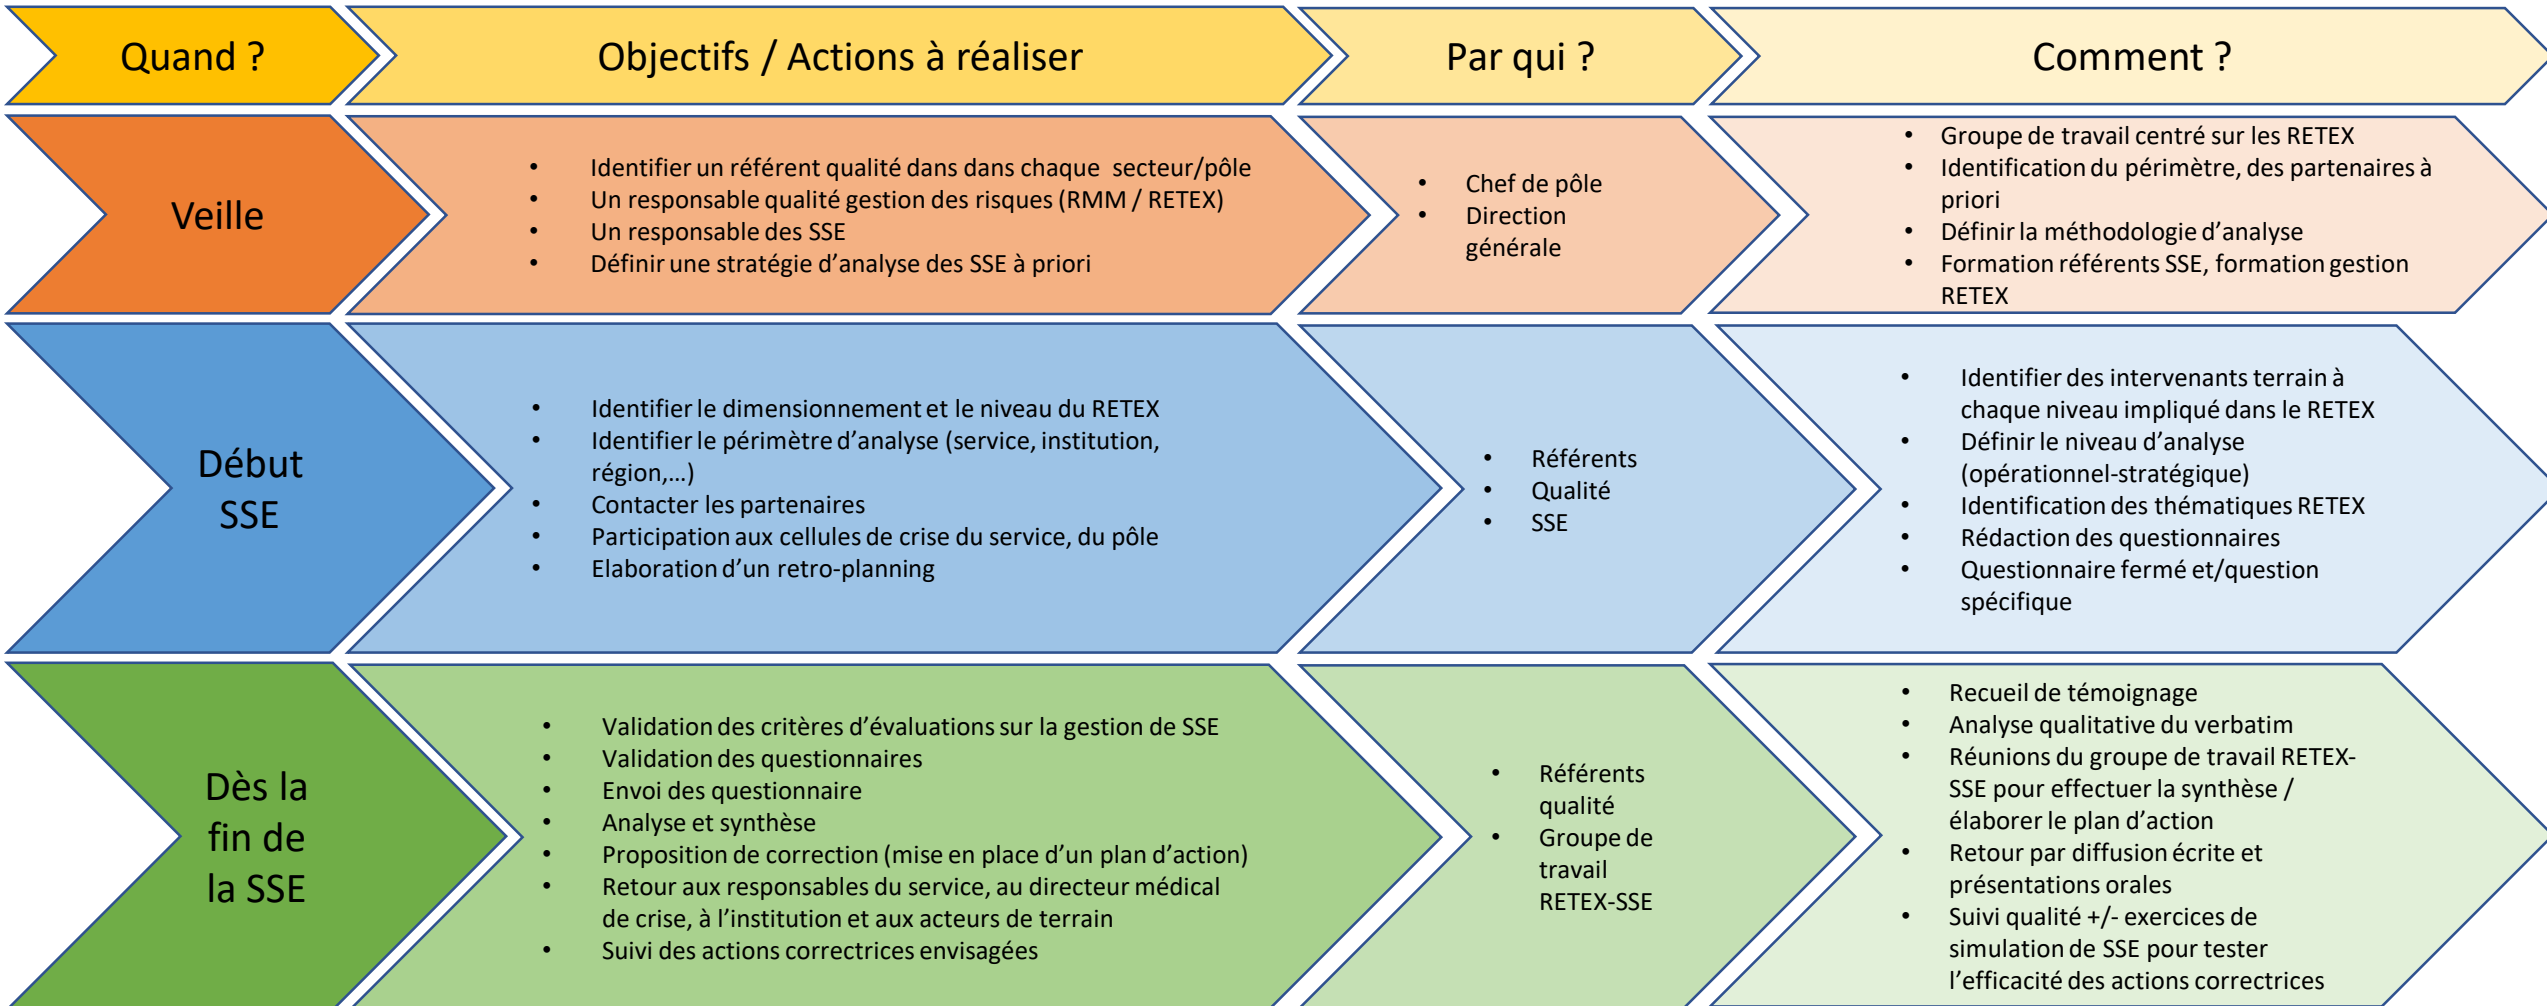 Quand ?
Objectifs / Actions à réaliser
Par qui ?
Comment ?
Veille
• Identifier un référent qualité dans dans chaque secteur/pôle
• Un responsable qualité gestion des risques (RMM / RETEX)
• Un responsable des SSE
• Définir une stratégie d’analyse des SSE à priori
• Chef de pôle
• Direction
générale
• Groupe de travail centré sur les RETEX
• Identification du périmètre, des partenaires à
priori
• Définir la méthodologie d’analyse
• Formation référents SSE, formation gestion
RETEX
Début
SSE
• Identifier le dimensionnement et le niveau du RETEX
• Identifier le périmètre d’analyse (service, institution,
région,…)
• Contacter les partenaires
• Participation aux cellules de crise du service, du pôle
• Elaboration d’un retro-planning
• Référents
• Qualité
• SSE
• Identifier des intervenants terrain à
chaque niveau impliqué dans le RETEX
• Définir le niveau d’analyse
(opérationnel-stratégique)
• Identification des thématiques RETEX
• Rédaction des questionnaires
• Questionnaire fermé et/question
spécifique
Dès la
fin de
la SSE
• Validation des critères d’évaluations sur la gestion de SSE
• Validation des questionnaires
• Envoi des questionnaire
• Analyse et synthèse
• Proposition de correction (mise en place d’un plan d’action)
• Retour aux responsables du service, au directeur médical
de crise, à l’institution et aux acteurs de terrain
• Suivi des actions correctrices envisagées
• Référents
qualité
• Groupe de
travail
RETEX-SSE
• Recueil de témoignage
• Analyse qualitative du verbatim
• Réunions du groupe de travail RETEX-
SSE pour effectuer la synthèse /
élaborer le plan d’action
• Retour par diffusion écrite et
présentations orales
• Suivi qualité +/- exercices de
simulation de SSE pour tester
l’efficacité des actions correctrices